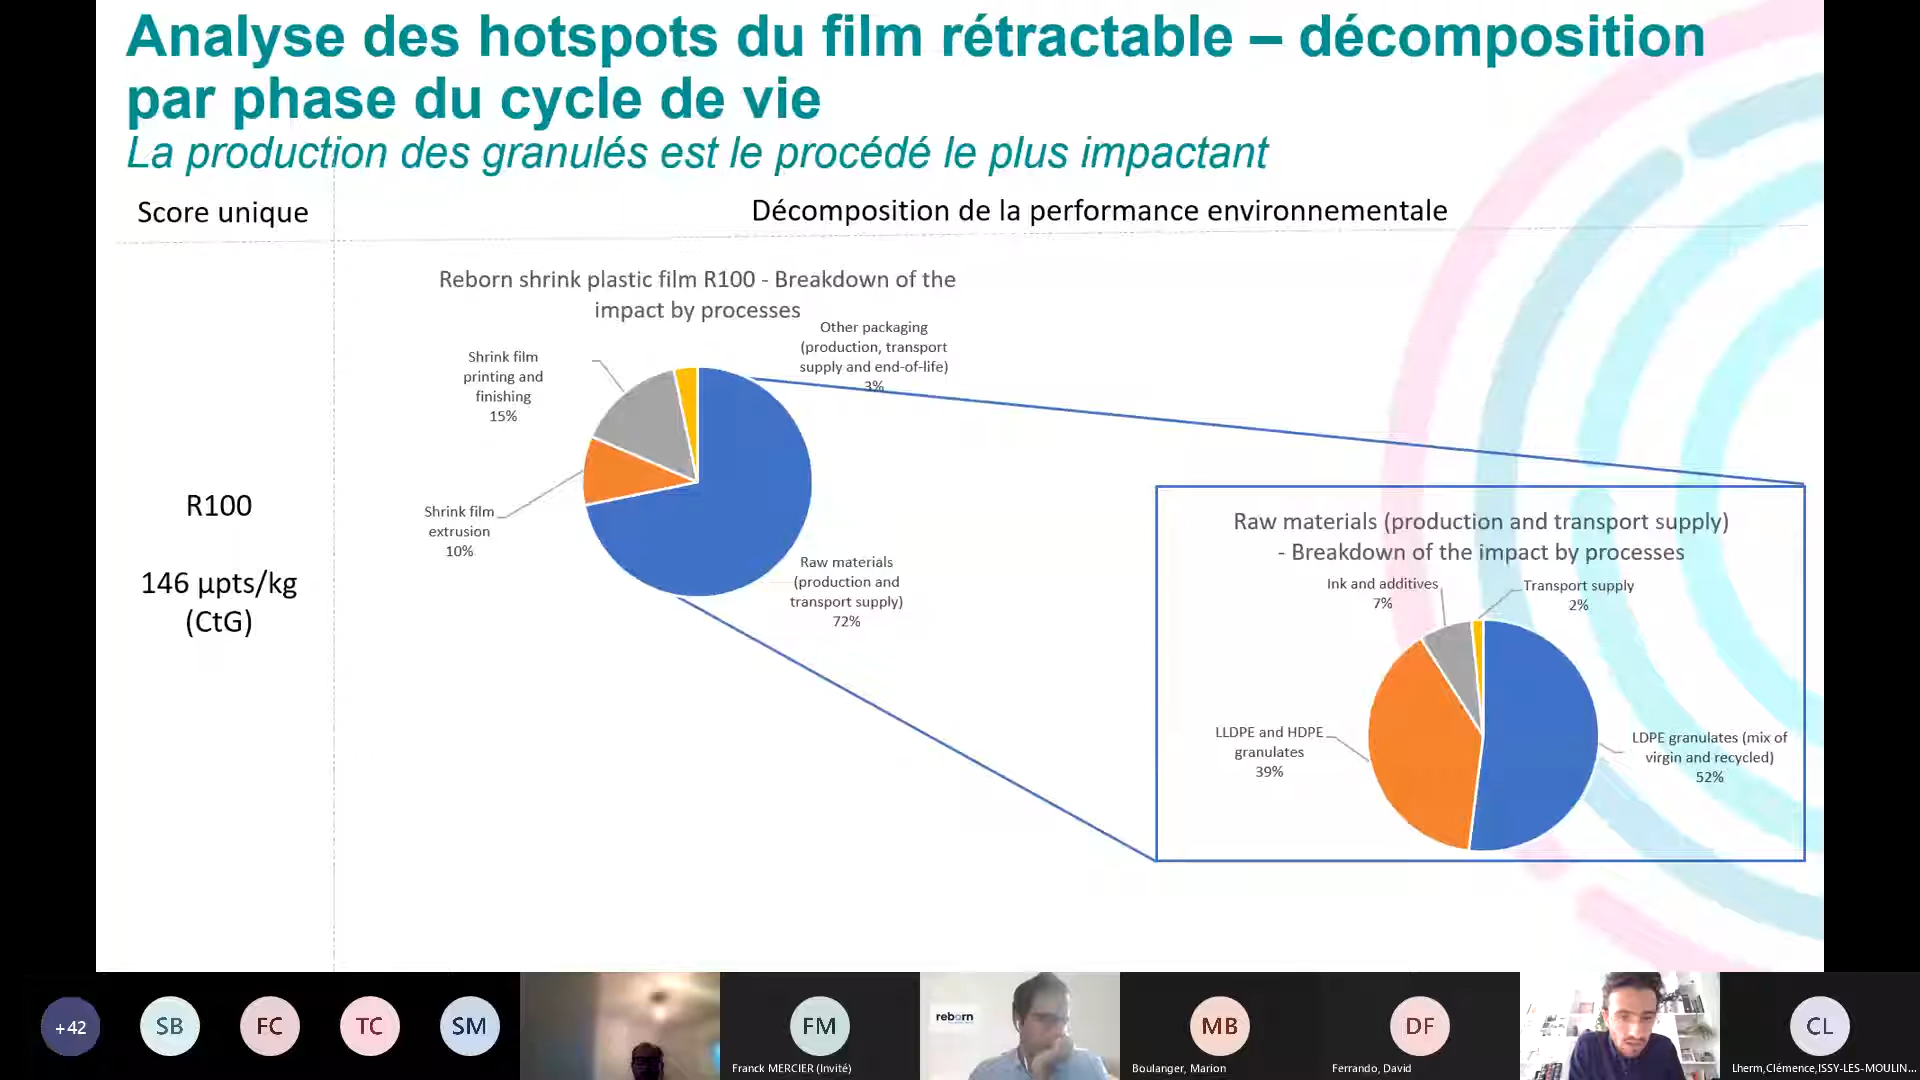 Analyse des hotspots du film rétractable – décomposition
par phase du cycle de vie
La production des granulés est le procédé le plus impactant
Score unique
Décomposition de la performance environnementale
Reborn shrink plastic film R100 - Breakdown of the
impact by processes
Other packaging
(production, transport
supply and end-of-life)
3%
Shrink film
printing and
finishing
15%
Shrink film
extrusion
10%
Raw materials
(production and
transport supply)
72%
R100
146 µpts/kg
(CtG)
Raw materials (production and transport supply)
- Breakdown of the impact by processes
Ink and additives
7%
Transport supply
2%
LLDPE and HDPE
granulates
39%
LDPE granulates (mix of
virgin and recycled)
52%
+42
SB
FC
TC
SM
FM
Franck MERCIER (Invité)
reborn
MB
Boulanger, Marion
DF
Ferrando, David
CL
Lherm,Clémence,ISSY-LES-MOULIN...